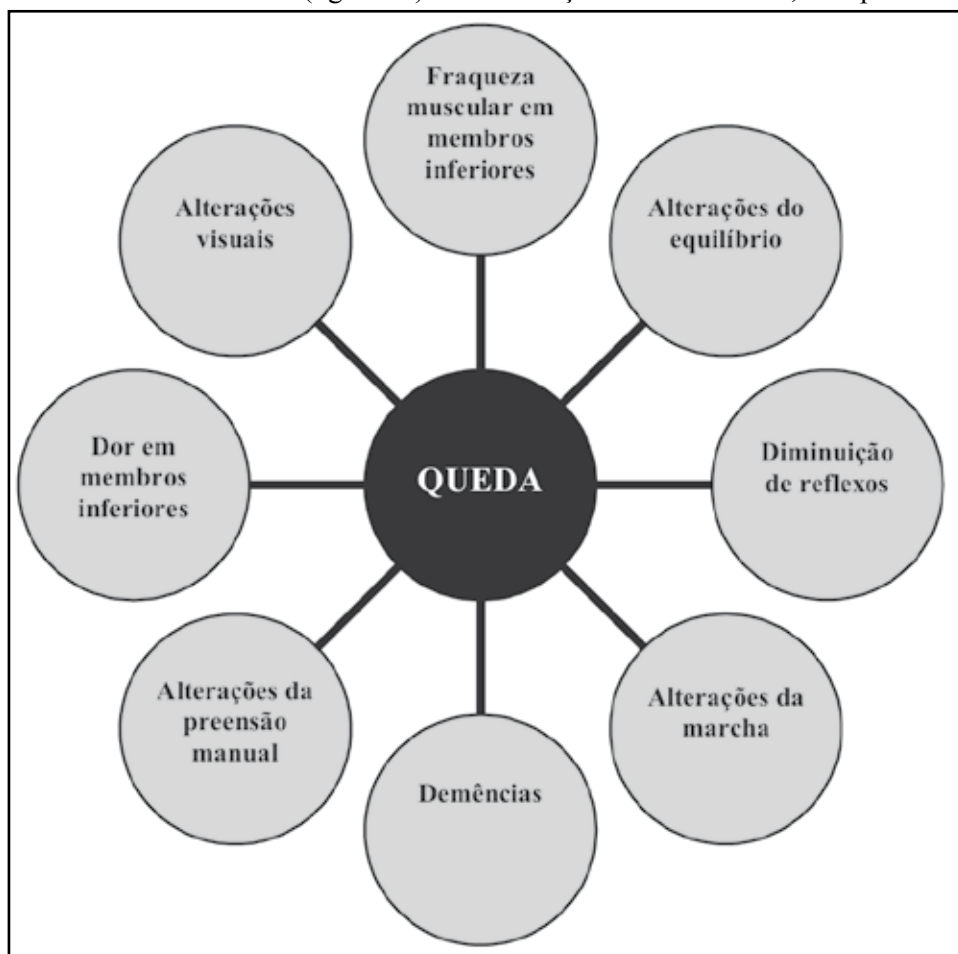 Fraqueza
muscular em
membros
inferiores
Alterações do
equilíbrio
Diminuição
de reflexos
Alterações da
marcha
Demências
Alterações da
preensão
manual
Dor em
membros
inferiores
Alterações
visuais
QUEDA